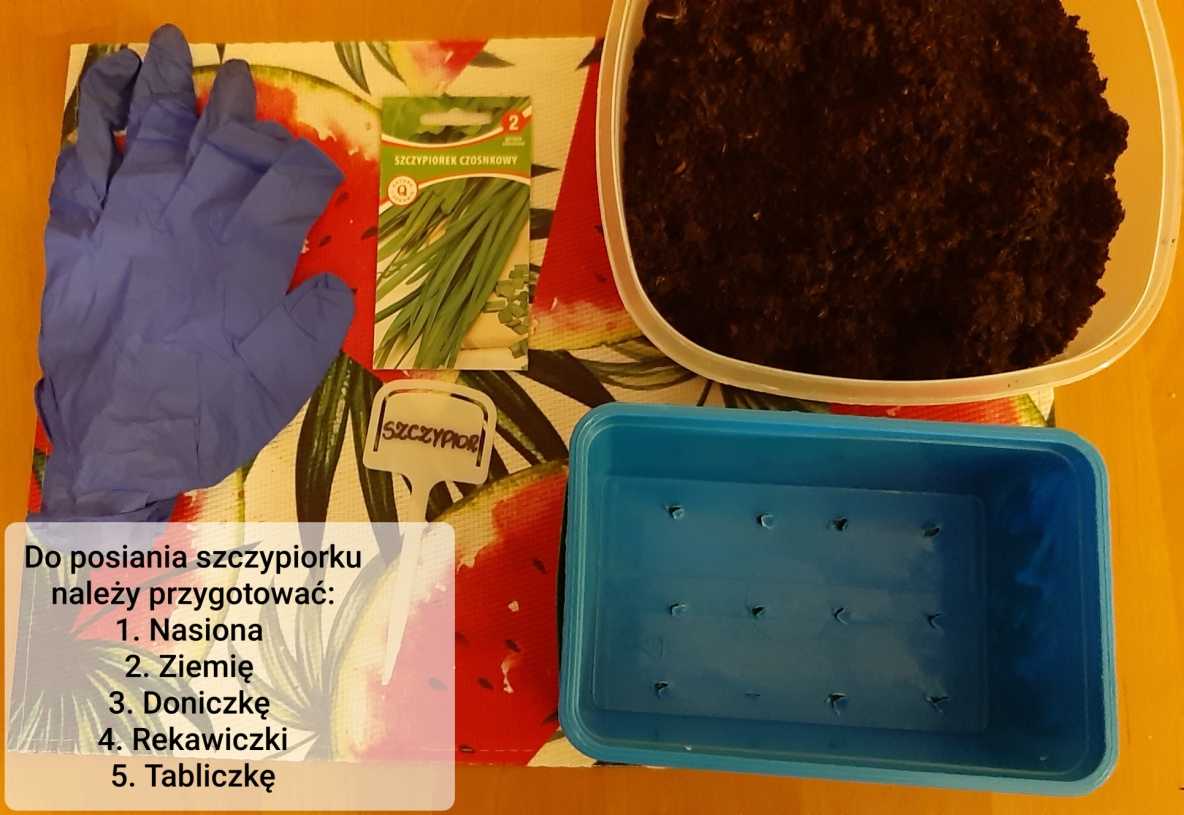 2
SZCZYPIOREK CZOSNKOWY
Q
SZCZYPIOR
Do posiania szczypiorku
należy przygotować:
1. Nasiona
2. Ziemię
3. Doniczkę
4. Rekawiczki
5. Tabliczkę